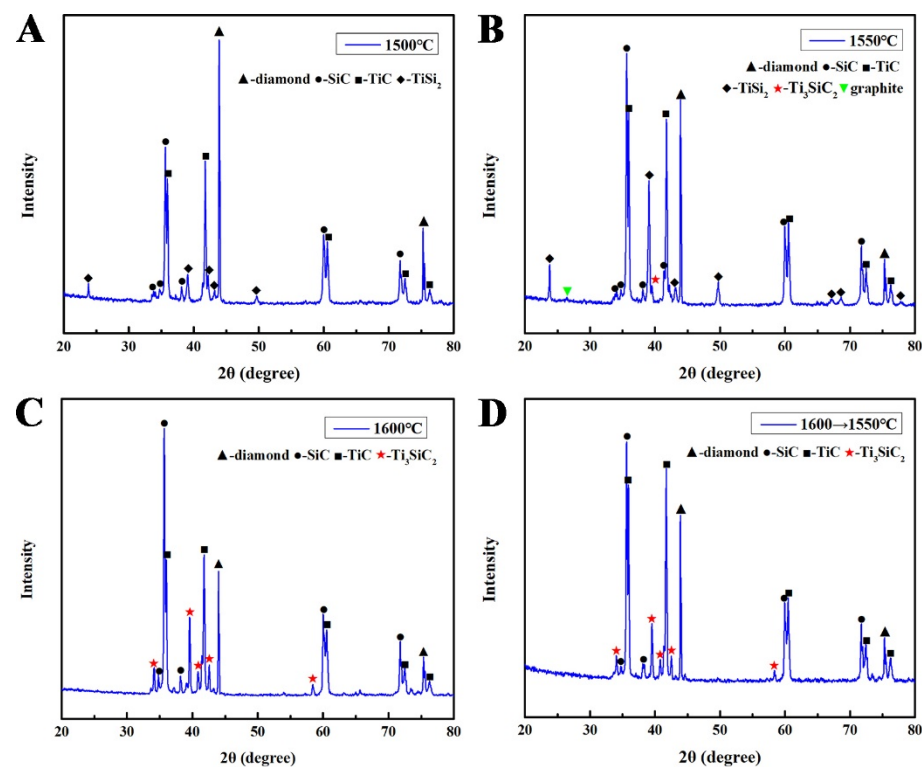 A
1500℃
▲-diamond ●-SiC ■-TiC ◆-TiSi₂
Intensity
20 30 40 50 60 70 80
2θ (degree)
B
1550℃
▲-diamond ●-SiC ■-TiC
◆-TiSi₂ ★-Ti₃SiC₂ ▼graphite
Intensity
20 30 40 50 60 70 80
2θ (degree)
C
1600℃
▲-diamond ●-SiC ■-TiC ★-Ti₃SiC₂
Intensity
20 30 40 50 60 70 80
2θ (degree)
D
1600→1550℃
▲-diamond ●-SiC ■-TiC ★-Ti₃SiC₂
Intensity
20 30 40 50 60 70 80
2θ (degree)